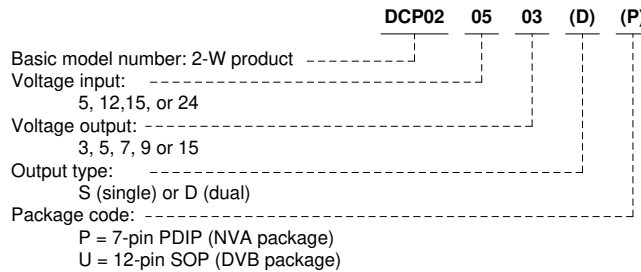 DCP02 05 03 (D) (P)
Basic model number: 2-W product
Voltage input:
5, 12,15, or 24
Voltage output:
3, 5, 7, 9 or 15
Output type:
S (single) or D (dual)
Package code:
P = 7-pin PDIP (NVA package)
U = 12-pin SOP (DVB package)